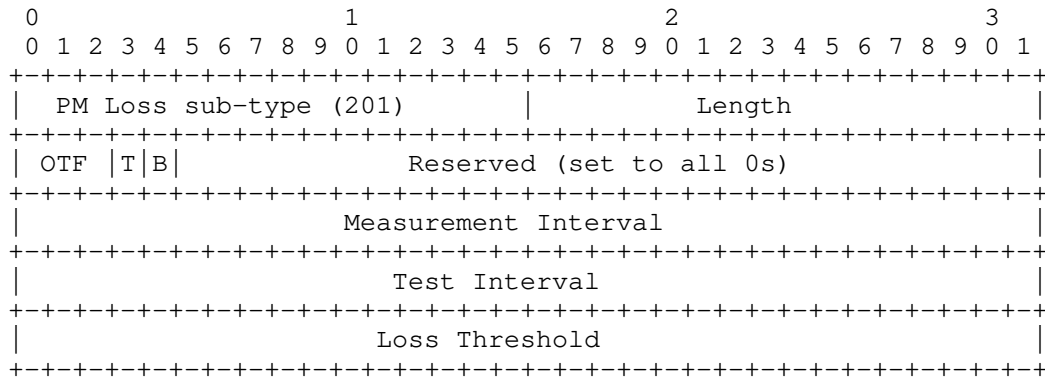 0                   1                   2                   3
 0 1 2 3 4 5 6 7 8 9 0 1 2 3 4 5 6 7 8 9 0 1 2 3 4 5 6 7 8 9 0 1
+-+-+-+-+-+-+-+-+-+-+-+-+-+-+-+-+-+-+-+-+-+-+-+-+-+-+-+-+-+-+-+-+
|  PM Loss sub-type (201)       |          Length               |
+-+-+-+-+-+-+-+-+-+-+-+-+-+-+-+-+-+-+-+-+-+-+-+-+-+-+-+-+-+-+-+-+
| OTF |T|B|              Reserved (set to all 0s)               |
+-+-+-+-+-+-+-+-+-+-+-+-+-+-+-+-+-+-+-+-+-+-+-+-+-+-+-+-+-+-+-+-+
|                    Measurement Interval                       |
+-+-+-+-+-+-+-+-+-+-+-+-+-+-+-+-+-+-+-+-+-+-+-+-+-+-+-+-+-+-+-+-+
|                       Test Interval                           |
+-+-+-+-+-+-+-+-+-+-+-+-+-+-+-+-+-+-+-+-+-+-+-+-+-+-+-+-+-+-+-+-+
|                      Loss Threshold                           |
+-+-+-+-+-+-+-+-+-+-+-+-+-+-+-+-+-+-+-+-+-+-+-+-+-+-+-+-+-+-+-+-+